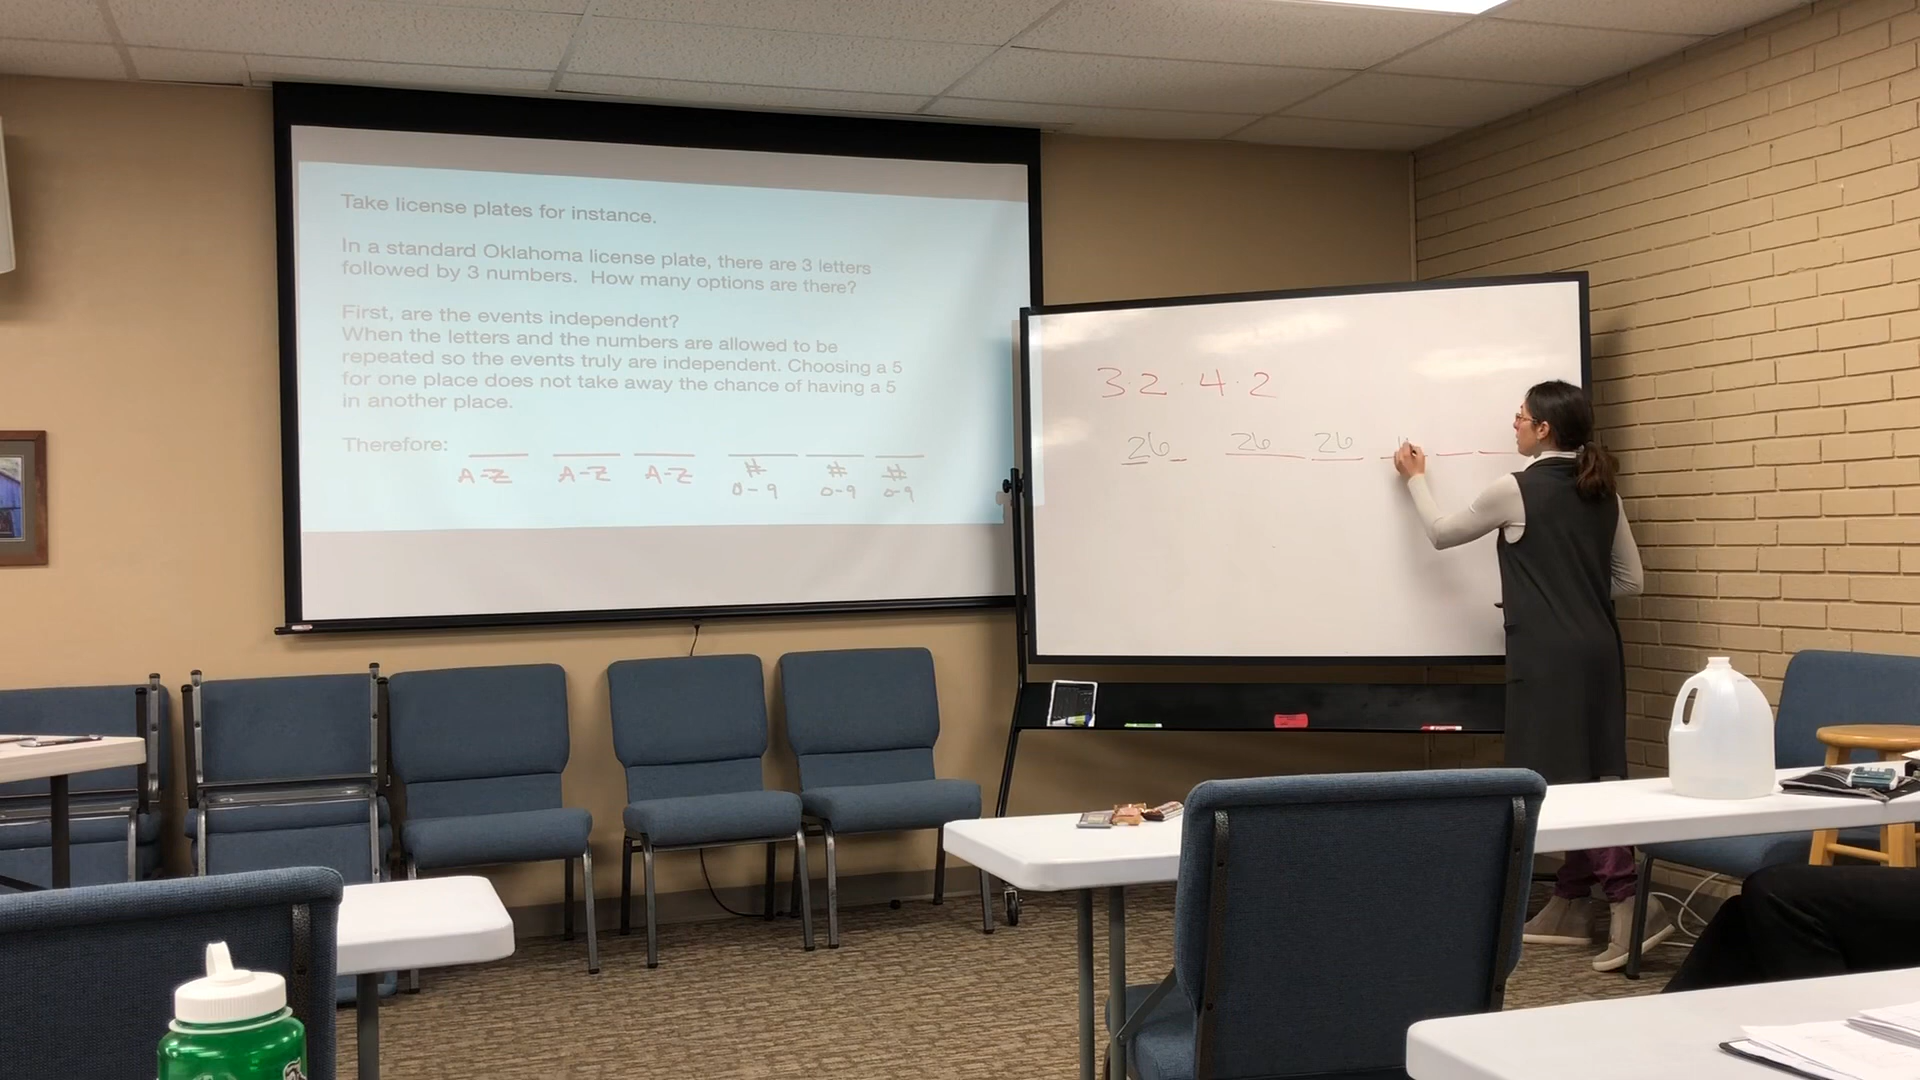 Take license plates for instance.
In a standard Oklahoma license plate, there are 3 letters
followed by 3 numbers. How many options are there?
First, are the events independent?
When the letters and the numbers are allowed to be
repeated so the events truly are independent. Choosing a 5
for one place does not take away the chance of having a 5
in another place.
Therefore:
A-Z A-Z A-Z # # #
0-9 0-9 0-9
3·2·4·2
26 26 26